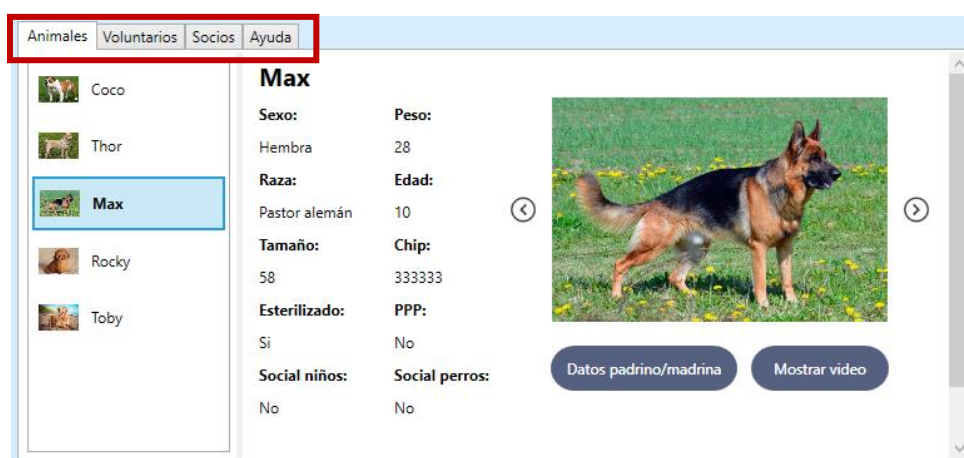 Animales Voluntarios Socios Ayuda
Coco
Thor
Max
Rocky
Toby
Max
Sexo: Peso:
Hembra 28
Raza: Edad:
Pastor alemán 10
Tamaño: Chip:
58 333333
Esterilizado: PPP:
Si No
Social niños: Social perros:
No No
Datos padrino/madrina Mostrar video